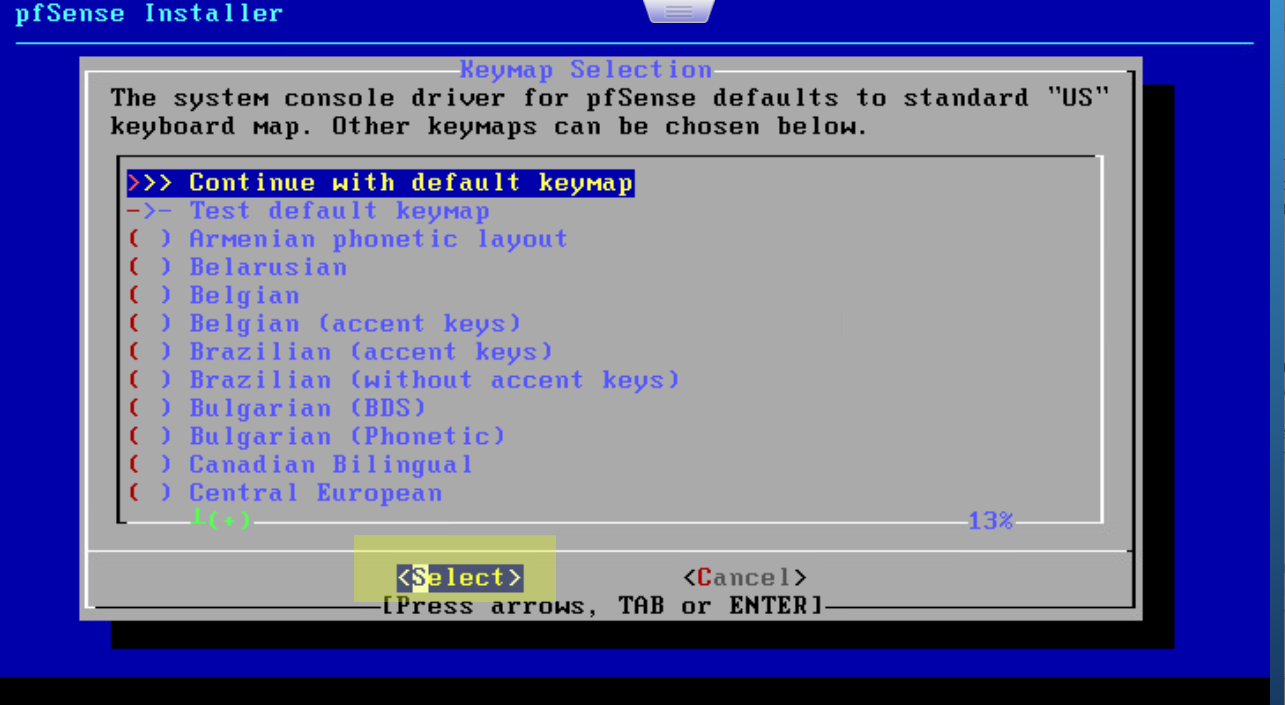 pfSense Installer
Keymap Selection
The system console driver for pfSense defaults to standard "US"
keyboard map. Other keymaps can be chosen below.
>>> Continue with default keymap
->- Test default keymap
( ) Armenian phonetic layout
( ) Belarusian
( ) Belgian
( ) Belgian (accent keys)
( ) Brazilian (accent keys)
( ) Brazilian (without accent keys)
( ) Bulgarian (BDS)
( ) Bulgarian (Phonetic)
( ) Canadian Bilingual
( ) Central European
┴(+) 13%
<Select> <Cancel>
[Press arrows, TAB or ENTER]